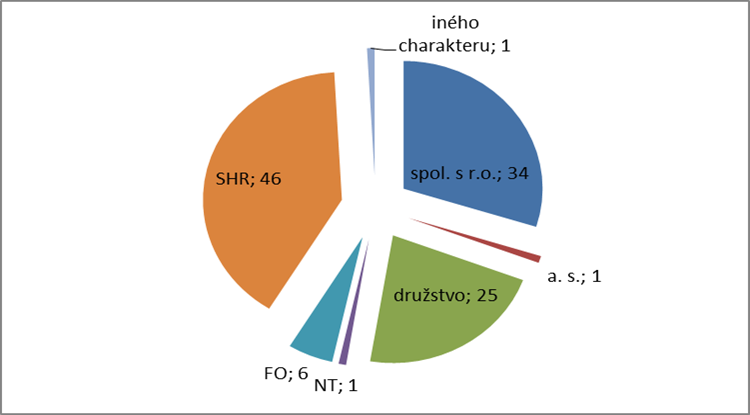 iného
charakteru; 1
spol. s r.o.; 34
SHR; 46
a. s.; 1
družstvo; 25
FO; 6
NT; 1